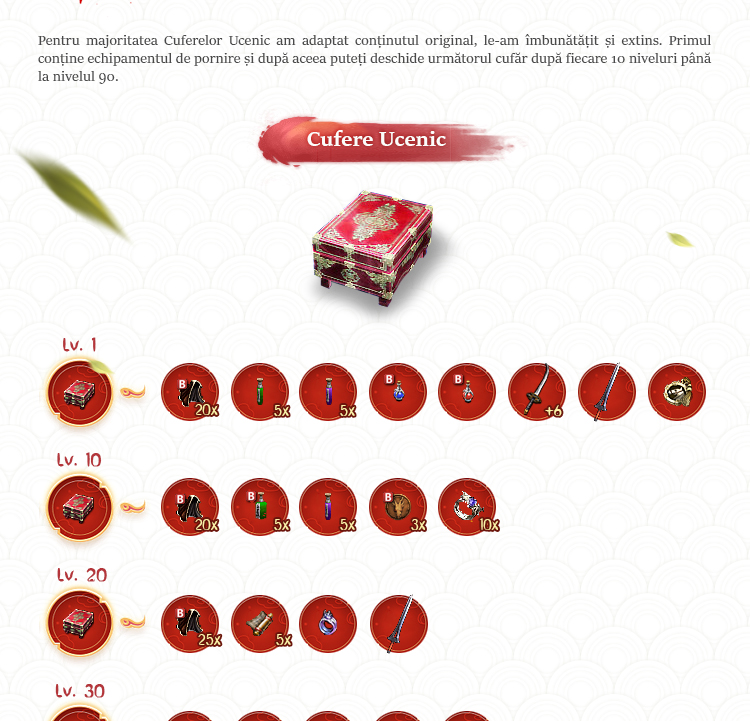 Pentru majoritatea Cuferelor Ucenic am adaptat conținutul original, le-am îmbunătățit și extins. Primul
conține echipamentul de pornire și după aceea puteți deschide următorul cufăr după fiecare 10 niveluri până
la nivelul 90.
Cufere Ucenic
Lv. 1
B 20x 5x 5x B B +6
Lv. 10
B 20x B 5x 5x B 3x 10x
Lv. 20
B 25x 5x
Lv. 30